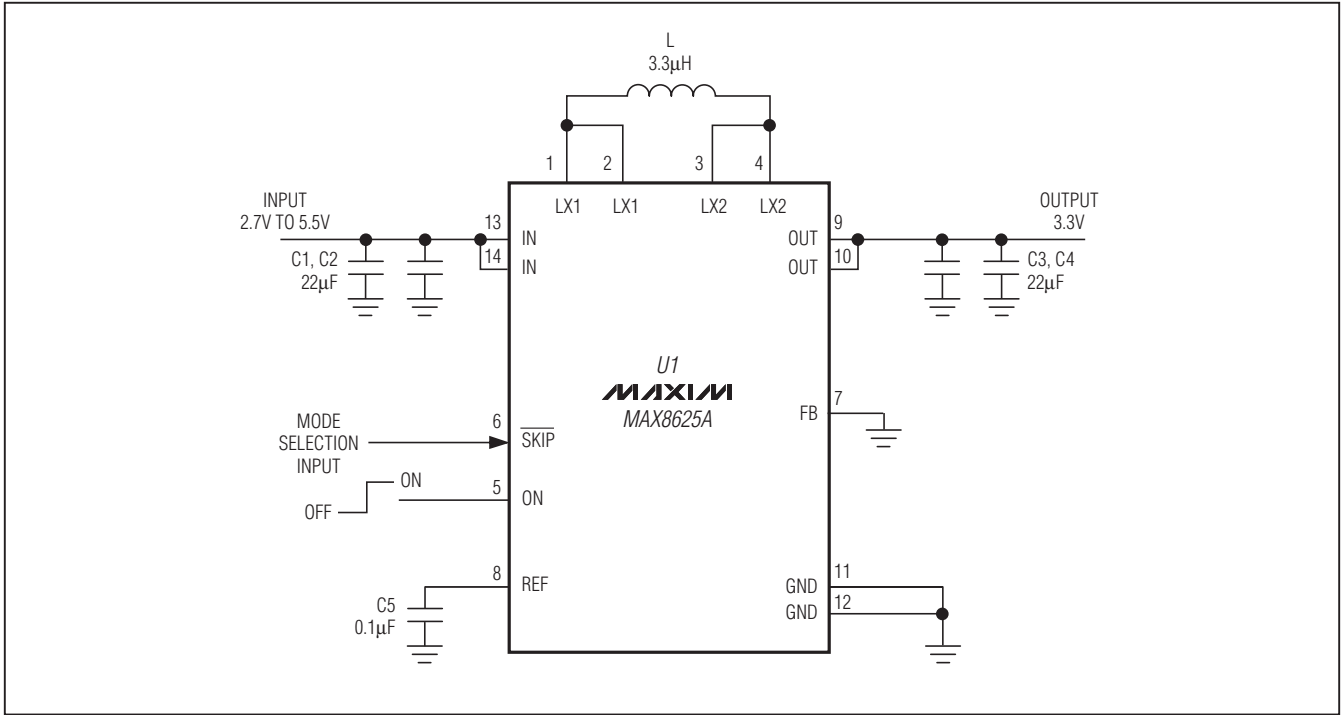 L
3.3μH
1 2 3 4
LX1 LX1 LX2 LX2
INPUT
2.7V TO 5.5V
13
IN
14
IN
C1, C2
22μF
OUTPUT
3.3V
9
OUT
10
OUT
C3, C4
22μF
U1
MAXIM
MAX8625A
7
FB
MODE
SELECTION
INPUT
6
SKIP
ON
OFF
5
ON
8
REF
C5
0.1μF
11
GND
12
GND